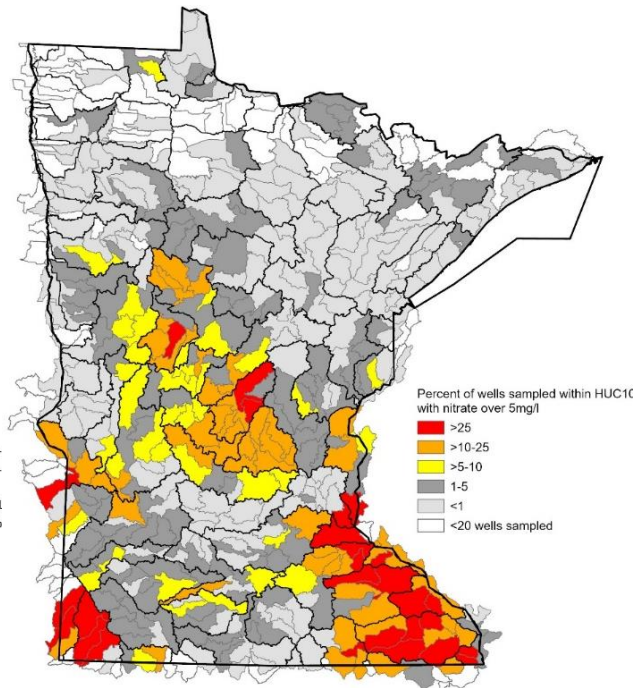 Percent of wells sampled within HUC10
with nitrate over 5mg/l
>25
>10-25
>5-10
1-5
<1
<20 wells sampled